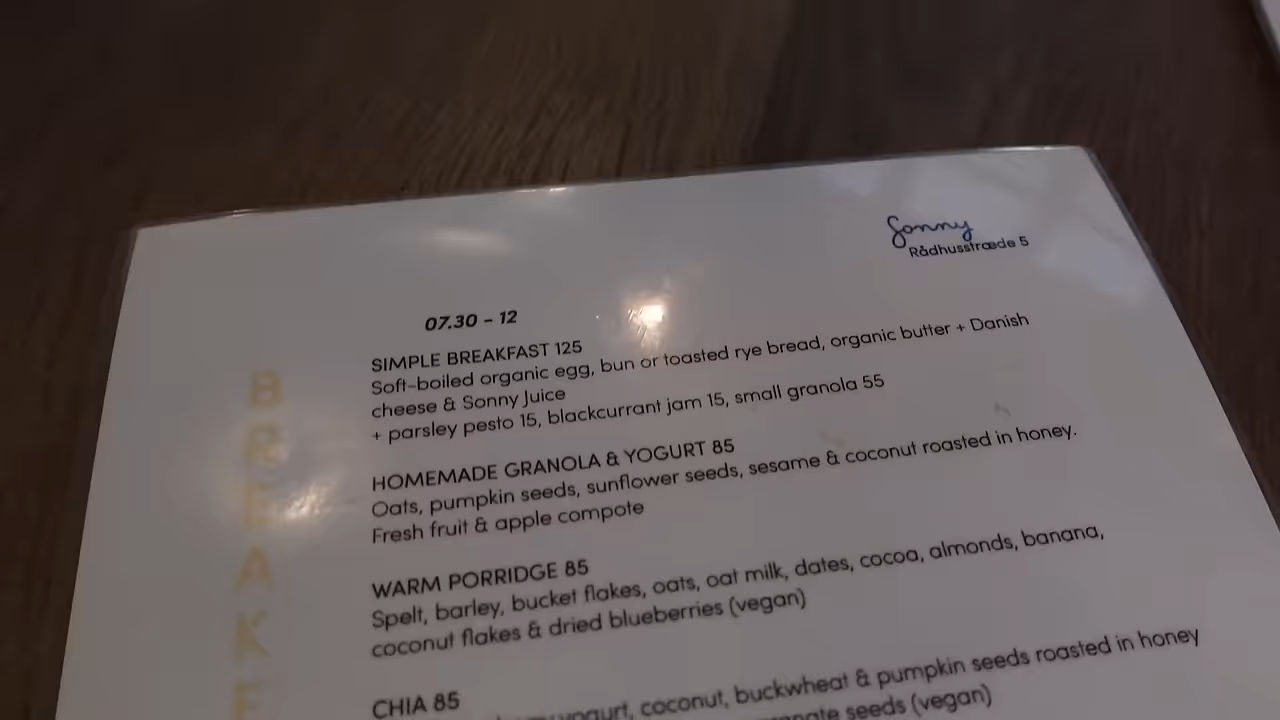 Sonny
Rådhusstræde 5
07.30 - 12
SIMPLE BREAKFAST 125
Soft-boiled organic egg, bun or toasted rye bread, organic butter + Danish
cheese & Sonny Juice
+ parsley pesto 15, blackcurrant jam 15, small granola 55
HOMEMADE GRANOLA & YOGURT 85
Oats, pumpkin seeds, sunflower seeds, sesame & coconut roasted in honey.
Fresh fruit & apple compote
WARM PORRIDGE 85
Spelt, barley, bucket flakes, oats, oat milk, dates, cocoa, almonds, banana,
coconut flakes & dried blueberries (vegan)
CHIA 85
coconut, buckwheat & pumpkin seeds roasted in honey
seeds (vegan)
B
R
E
A
K
F